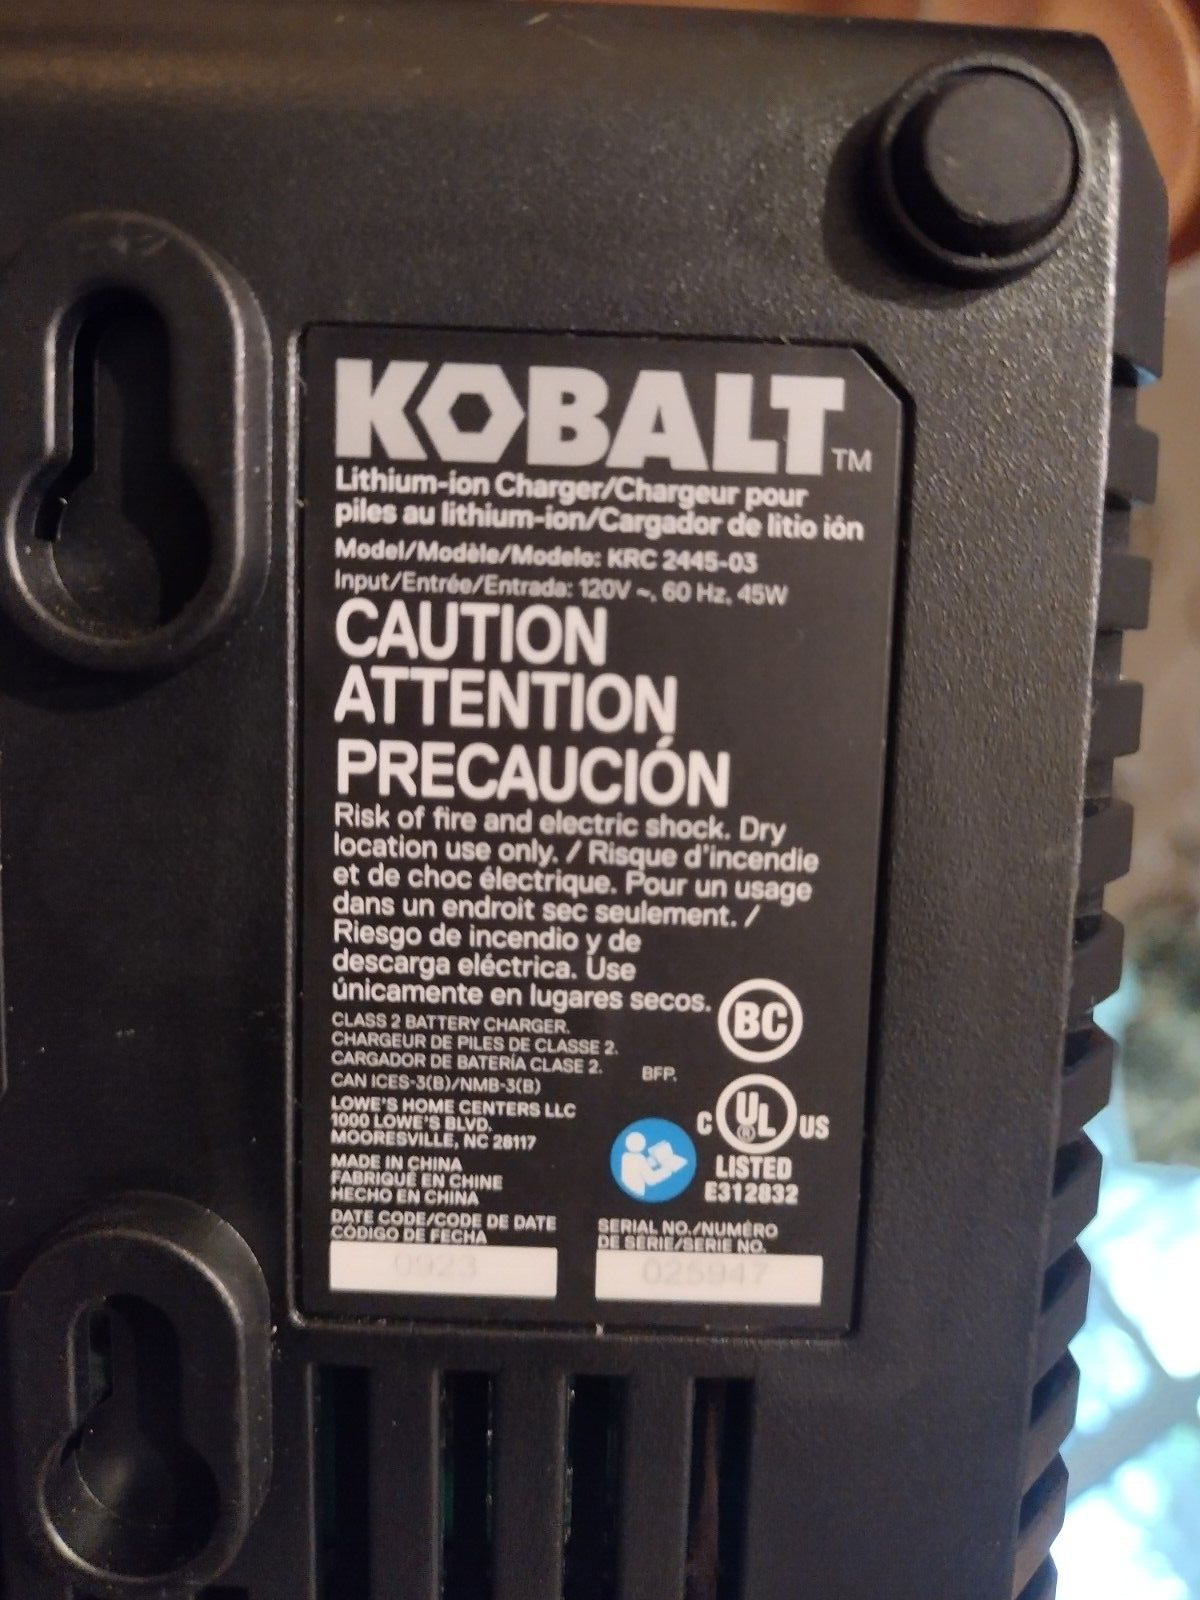 KOBALT™
Lithium-ion Charger/Chargeur pour
piles au lithium-ion/Cargador de litio ión
Model/Modèle/Modelo: KRC 2445-03
Input/Entrée/Entrada: 120V ~, 60 Hz, 45W
CAUTION
ATTENTION
PRECAUCIÓN
Risk of fire and electric shock. Dry
location use only. / Risque d'incendie
et de choc électrique. Pour un usage
dans un endroit sec seulement. /
Riesgo de incendio y de
descarga eléctrica. Use
únicamente en lugares secos.
BC
CLASS 2 BATTERY CHARGER.
CHARGEUR DE PILES DE CLASSE 2.
CARGADOR DE BATERÍA CLASE 2.
BFP.
CAN ICES-3(B)/NMB-3(B)
LOWE'S HOME CENTERS LLC
1000 LOWE'S BLVD.
MOORESVILLE, NC 28117
C UL® US
LISTED
E312832
MADE IN CHINA
FABRIQUÉ EN CHINE
HECHO EN CHINA
DATE CODE/CODE DE DATE
CÓDIGO DE FECHA
0923
SERIAL NO./NUMÉRO
DE SÉRIE/SERIE NO.
025947